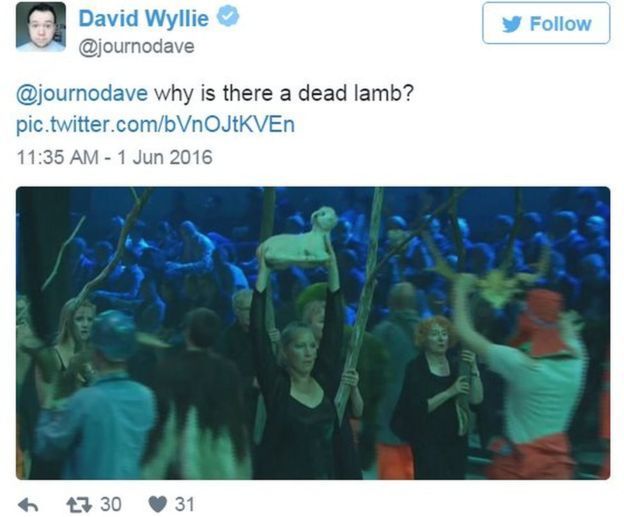 David Wyllie
@journodave
Follow
@journodave why is there a dead lamb?
pic.twitter.com/bVnOJtKVEn
11:35 AM - 1 Jun 2016
30
31